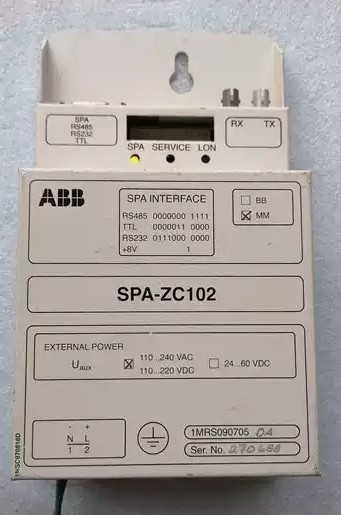 SPA
RS485
RS232
TTL
RX TX
SPA SERVICE LON
ABB
SPA INTERFACE
RS485 0000000 1111
TTL 0000011 0000
RS232 0111000 0000
+8V 1
BB
MM
SPA-ZC102
EXTERNAL POWER
Uaux
110...240 VAC
110...220 VDC
24...60 VDC
- +
N L
1 2
1MRS090705 0A
Ser. No. 270688